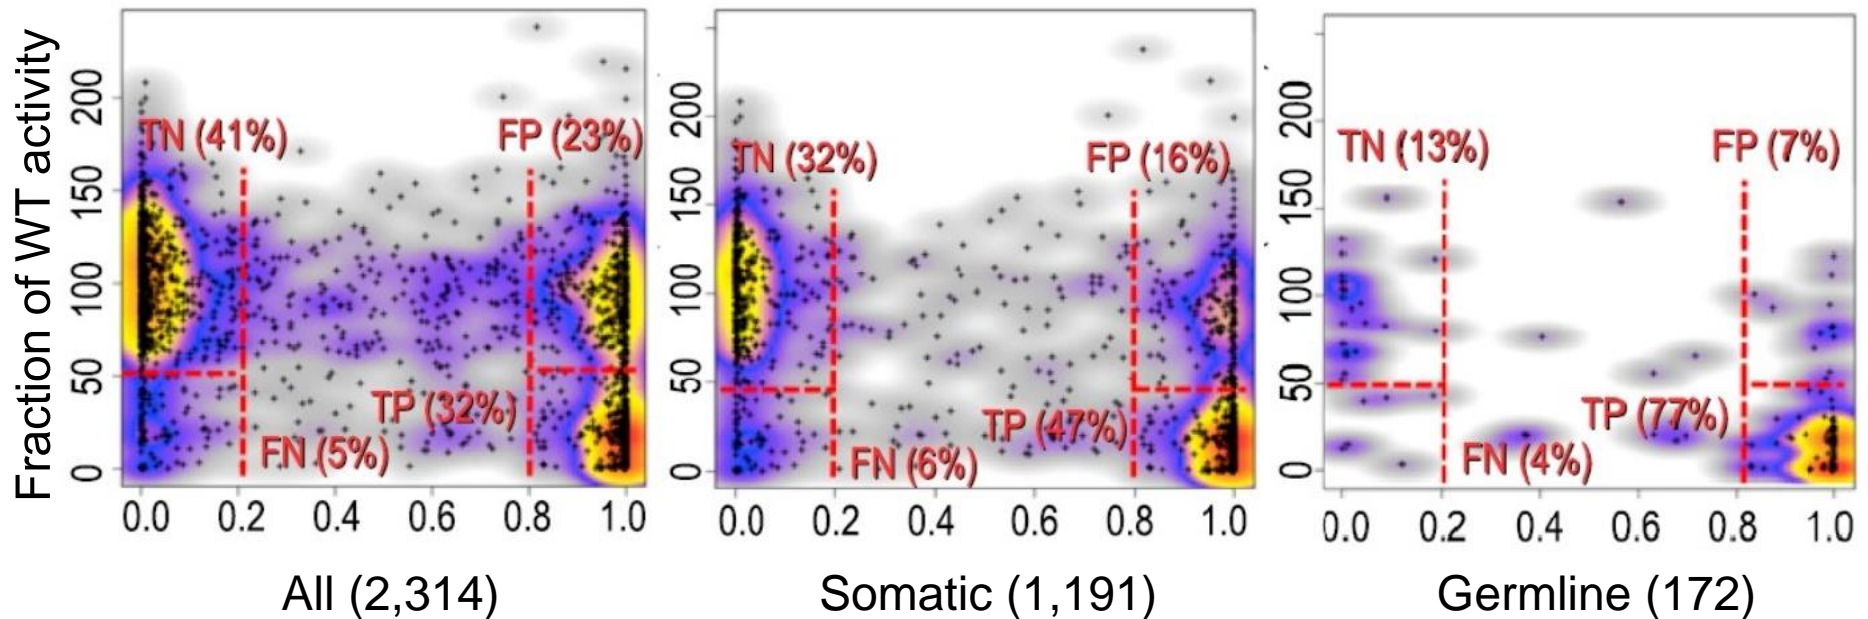 Fraction of WT activity
200
150
100
50
0
TN (41%)
FP (23%)
TP (32%)
FN (5%)
0.0 0.2 0.4 0.6 0.8 1.0
All (2,314)
200
150
100
50
0
TN (32%)
FP (16%)
TP (47%)
FN (6%)
0.0 0.2 0.4 0.6 0.8 1.0
Somatic (1,191)
200
150
100
50
0
TN (13%)
FP (7%)
TP (77%)
FN (4%)
0.0 0.2 0.4 0.6 0.8 1.0
Germline (172)